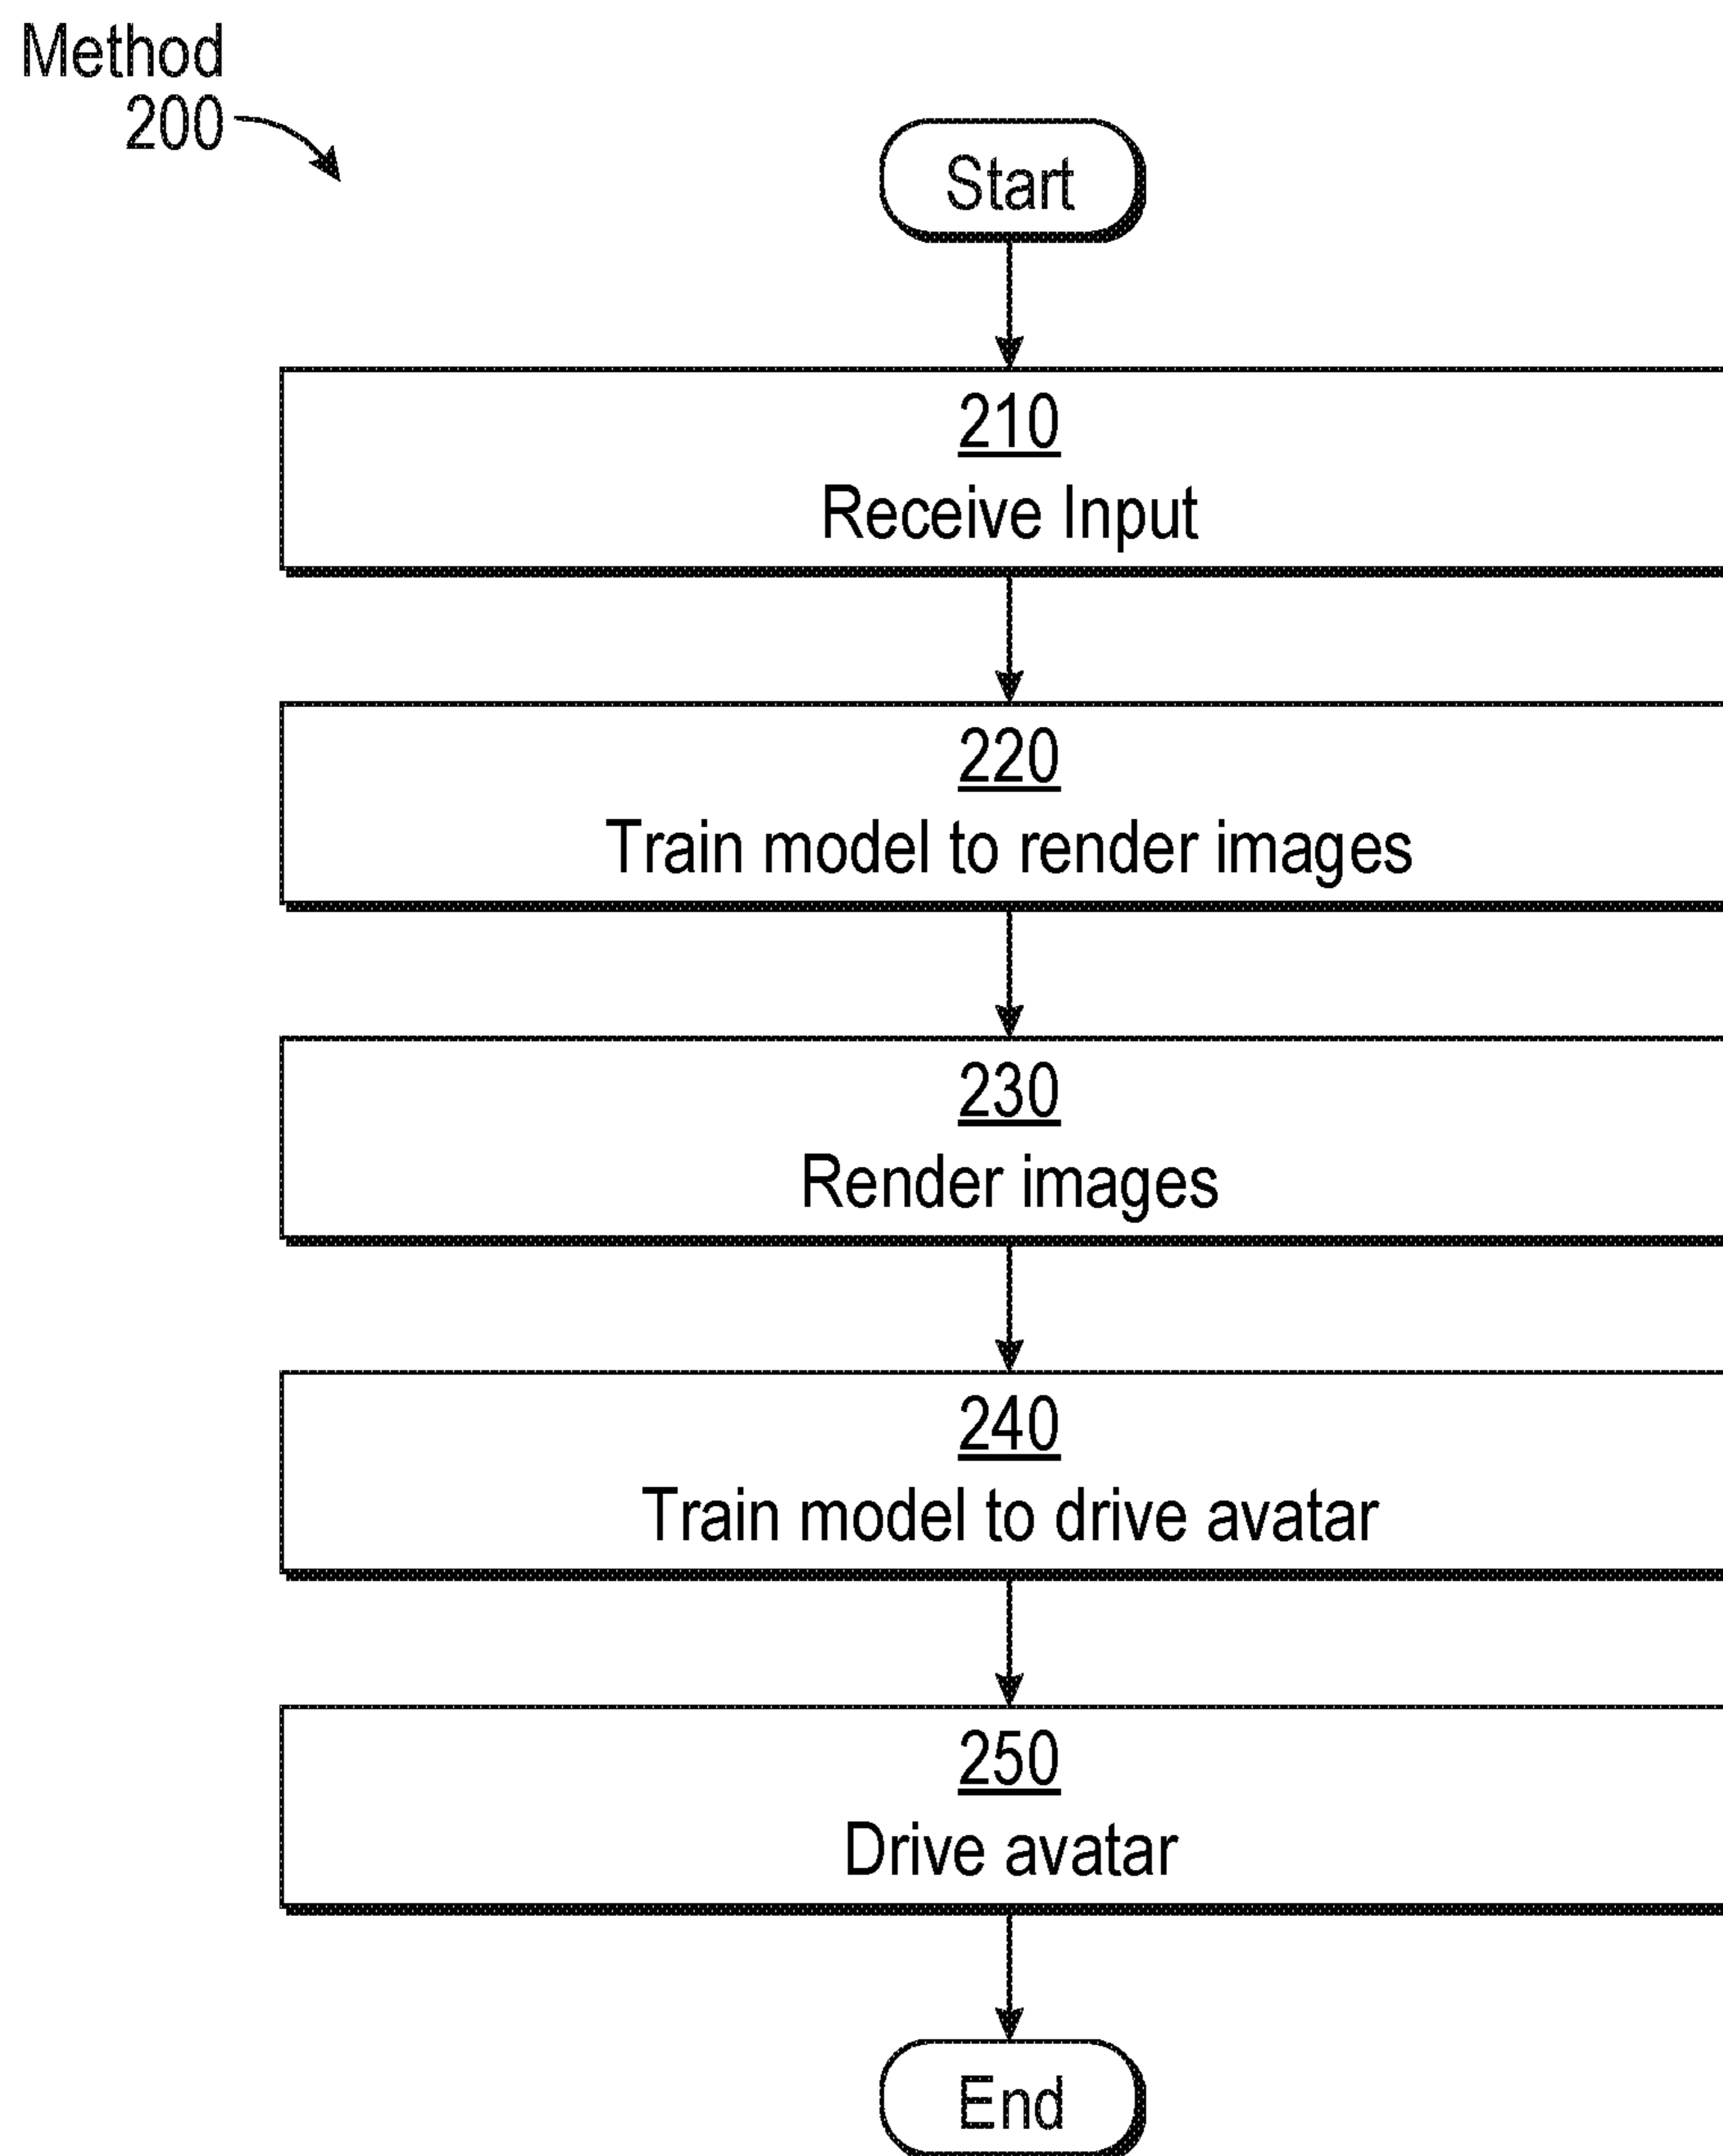 Method
200
Start
210
Receive Input
220
Train model to render images
230
Render images
240
Train model to drive avatar
250
Drive avatar
End